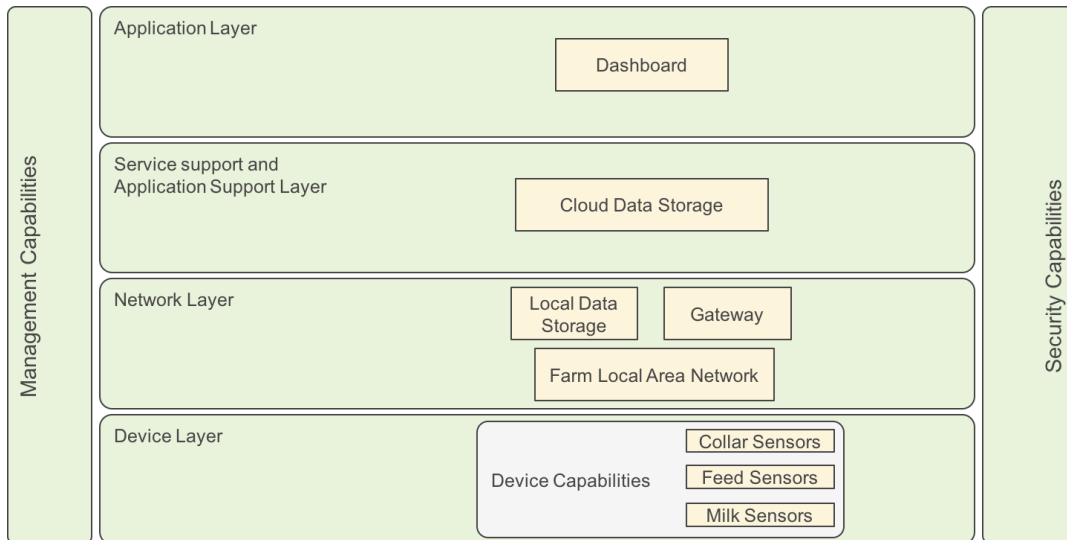 Management Capabilities
Application Layer
Dashboard
Service support and
Application Support Layer
Cloud Data Storage
Network Layer
Local Data
Storage
Gateway
Farm Local Area Network
Device Layer
Device Capabilities
Collar Sensors
Feed Sensors
Milk Sensors
Security Capabilities